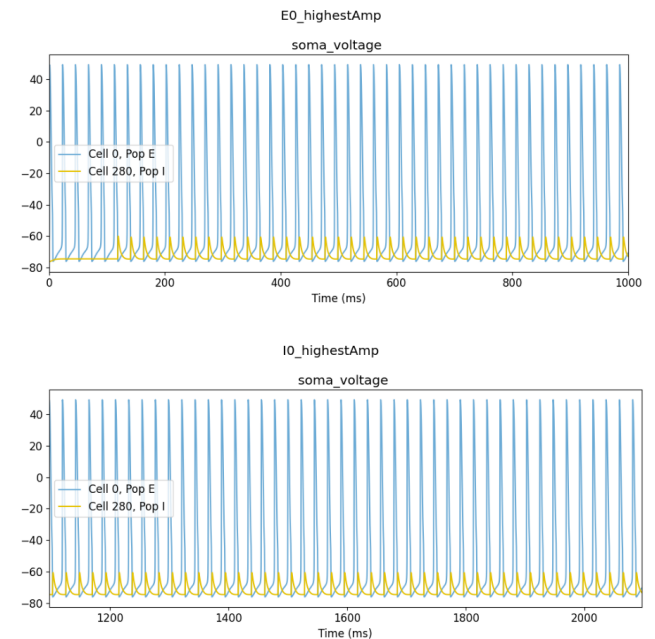 E0_highestAmp
soma_voltage
40
20
0
−20
−40
−60
−80
Cell 0, Pop E
Cell 280, Pop I
0 200 400 600 800 1000
Time (ms)
I0_highestAmp
soma_voltage
40
20
0
−20
−40
−60
−80
Cell 0, Pop E
Cell 280, Pop I
1200 1400 1600 1800 2000
Time (ms)